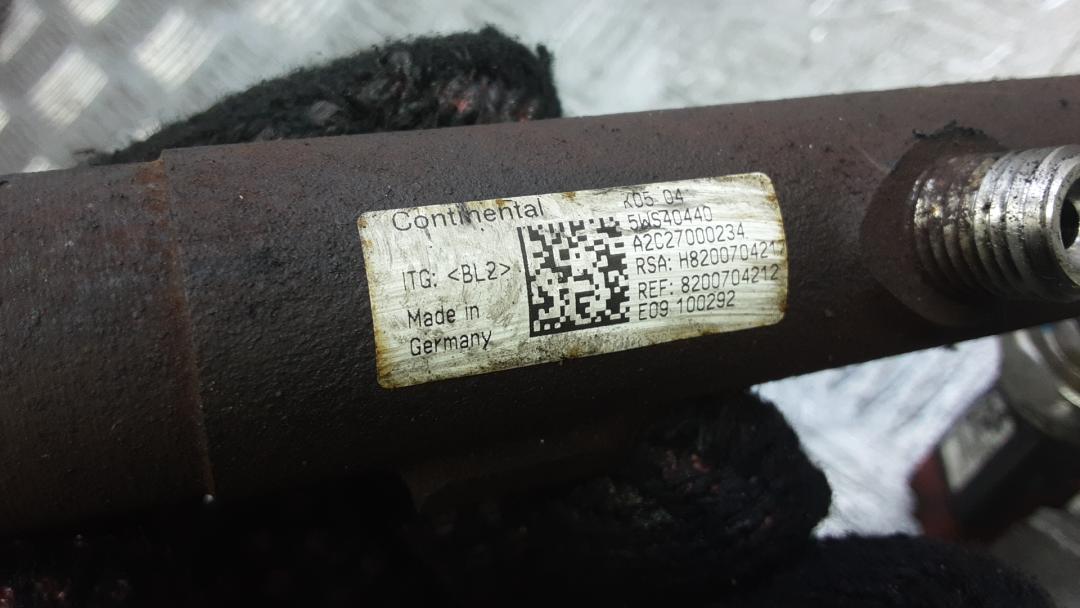 Continental
ITG: <BL2>
Made in
Germany
K05 04
5WS40440
A2C27000234
RSA: H8200704212
REF: 8200704212
E09 100292